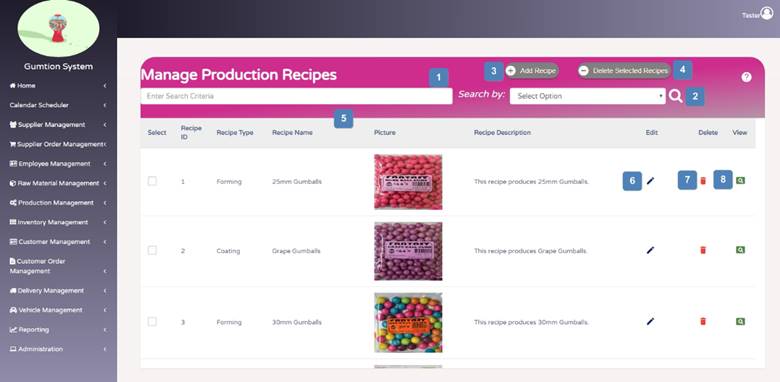 Tester
Gumtion System
Home
Calendar Scheduler
Supplier Management
Supplier Order Management
Employee Management
Raw Material Management
Production Management
Inventory Management
Customer Management
Customer Order
Management
Delivery Management
Vehicle Management
Reporting
Administration
Manage Production Recipes
1
3
Add Recipe
Delete Selected Recipes
4
?
Enter Search Criteria
Search by:
Select Option
2
5
Select Recipe ID Recipe Type Recipe Name Picture Recipe Description Edit Delete View
1 Forming 25mm Gumballs This recipe produces 25mm Gumballs. 6 7 8
2 Coating Grape Gumballs This recipe produces Grape Gumballs.
3 Forming 30mm Gumballs This recipe produces 30mm Gumballs.